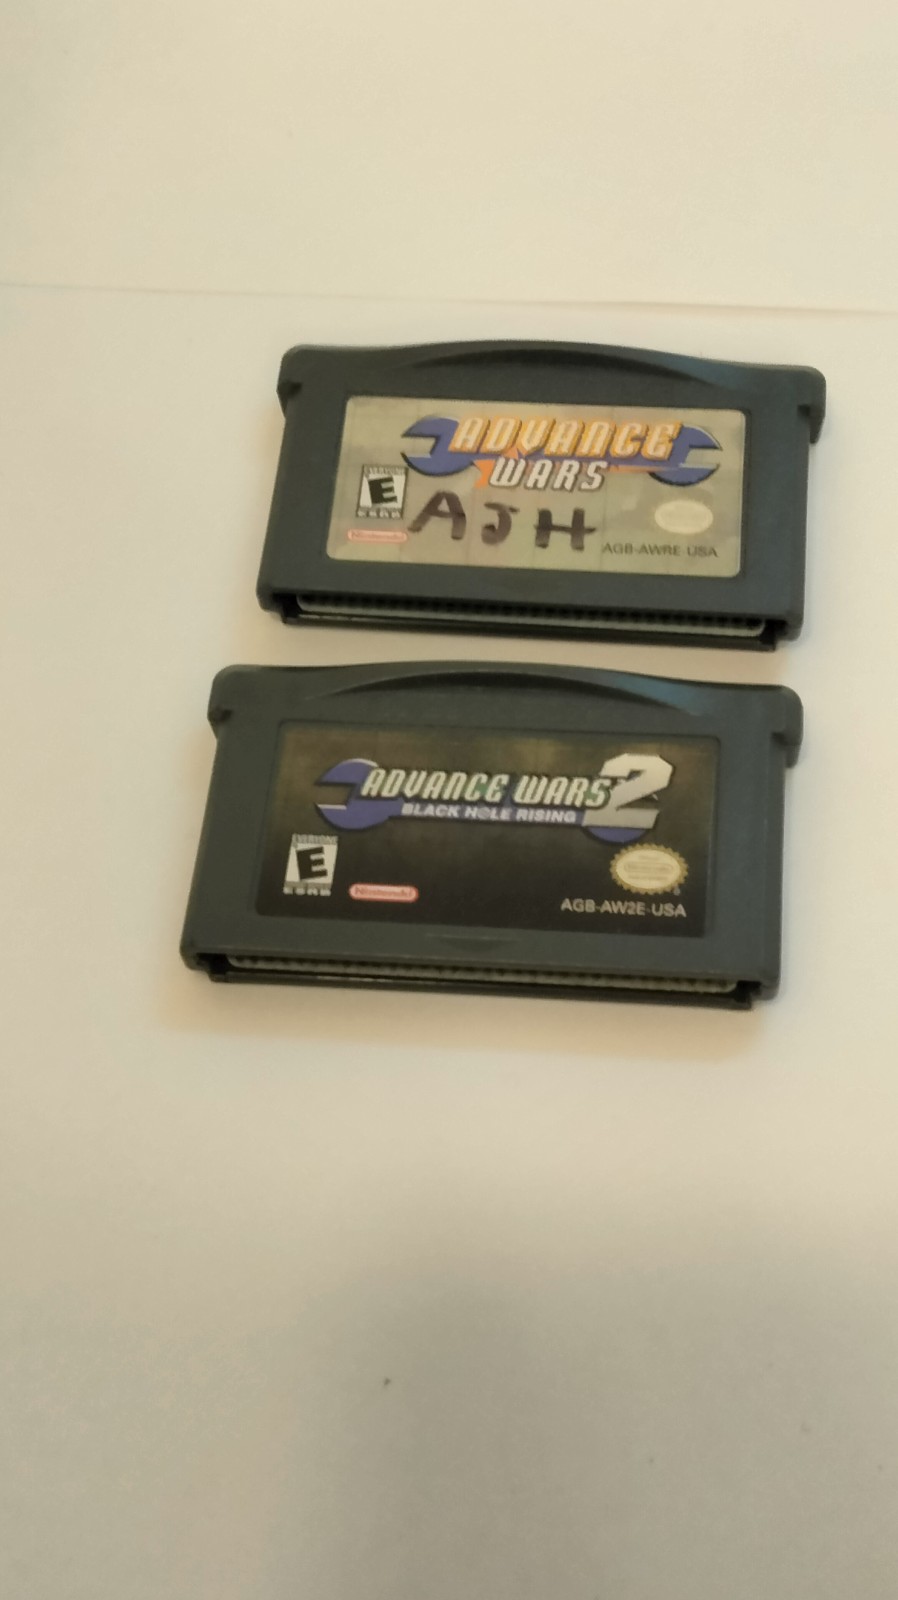 ADVANCE
WARS
EVERYONE
E
ESRB
AJH
Nintendo
AGB-AWRE-USA
ADVANCE WARS 2
BLACK HOLE RISING
EVERYONE
E
ESRB
Nintendo
AGB-AW2E-USA